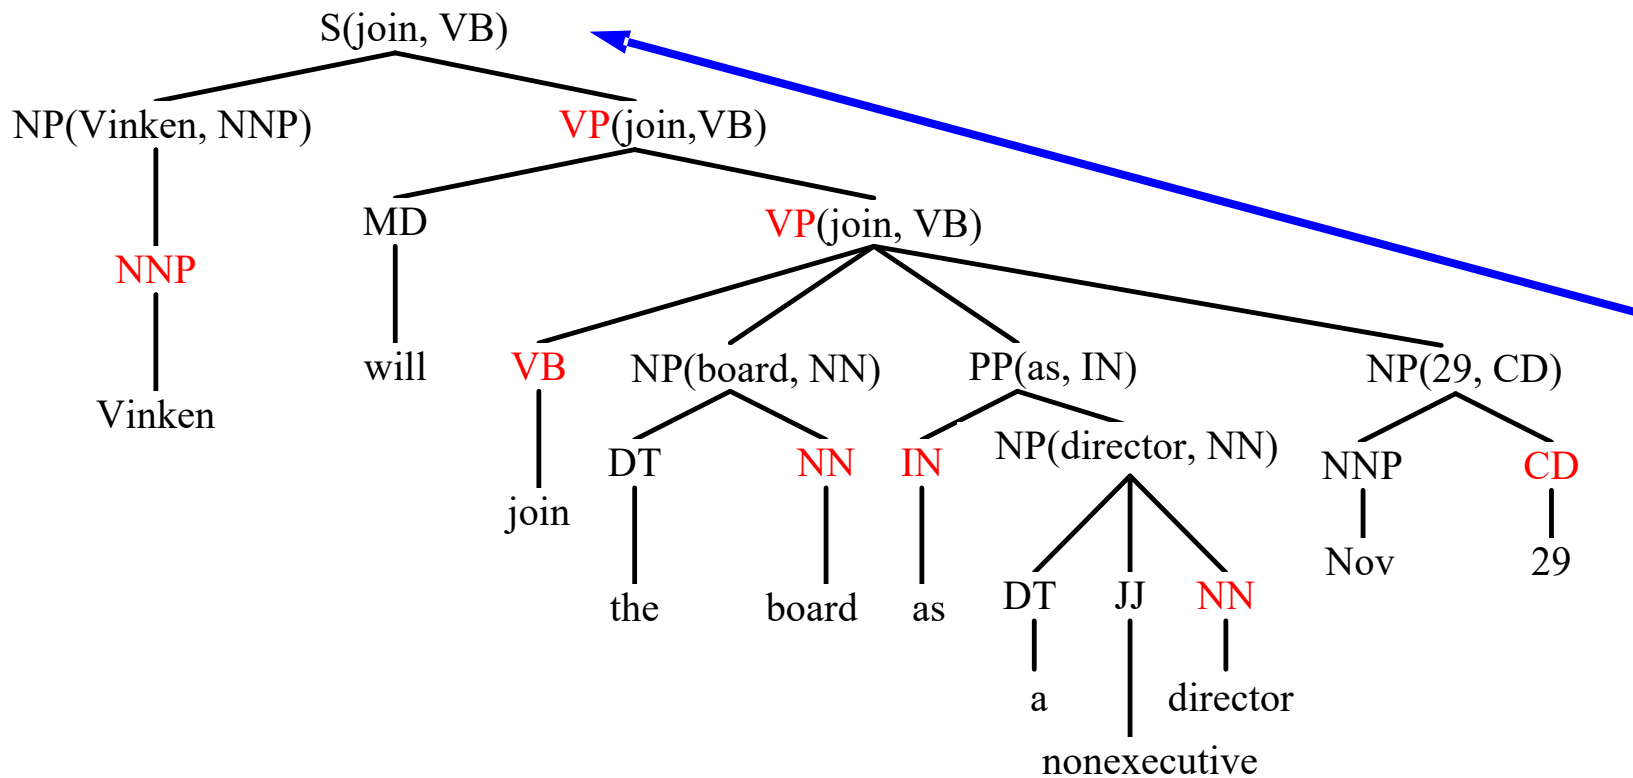 S(join, VB)
NP(Vinken, NNP) VP(join,VB)
MD VP(join, VB)
NNP
will VB NP(board, NN) PP(as, IN) NP(29, CD)
Vinken
DT NN IN NP(director, NN) NNP CD
join
Nov 29
the board as DT JJ NN
a director
nonexecutive